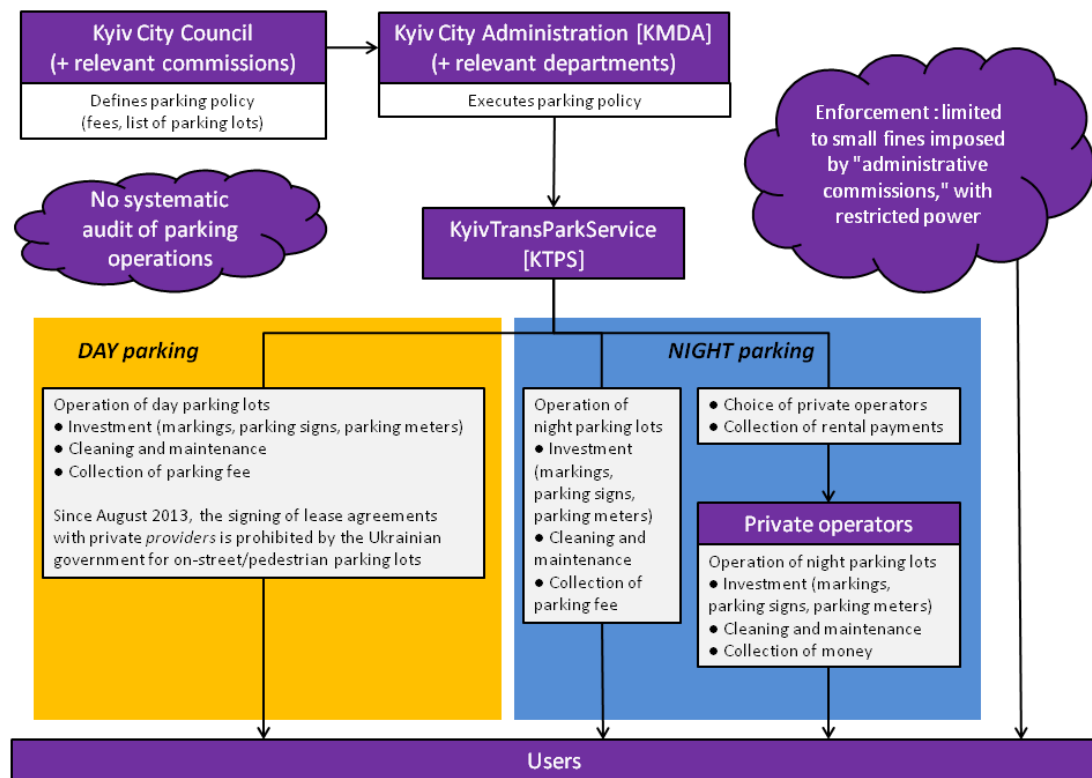 Kyiv City Council
(+ relevant commissions)
Defines parking policy
(fees, list of parking lots)
Kyiv City Administration [KMDA]
(+ relevant departments)
Executes parking policy
Enforcement : limited
to small fines imposed
by "administrative
commissions," with
restricted power
No systematic
audit of parking
operations
KyivTransParkService
[KTPS]
DAY parking
Operation of day parking lots
● Investment (markings, parking signs, parking meters)
● Cleaning and maintenance
● Collection of parking fee
Since August 2013, the signing of lease agreements
with private providers is prohibited by the Ukrainian
government for on-street/pedestrian parking lots
NIGHT parking
Operation of
night parking lots
● Investment
(markings,
parking signs,
parking meters)
● Cleaning and
maintenance
● Collection of
parking fee
● Choice of private operators
● Collection of rental payments
Private operators
Operation of night parking lots
● Investment (markings,
parking signs, parking meters)
● Cleaning and maintenance
● Collection of money
Users